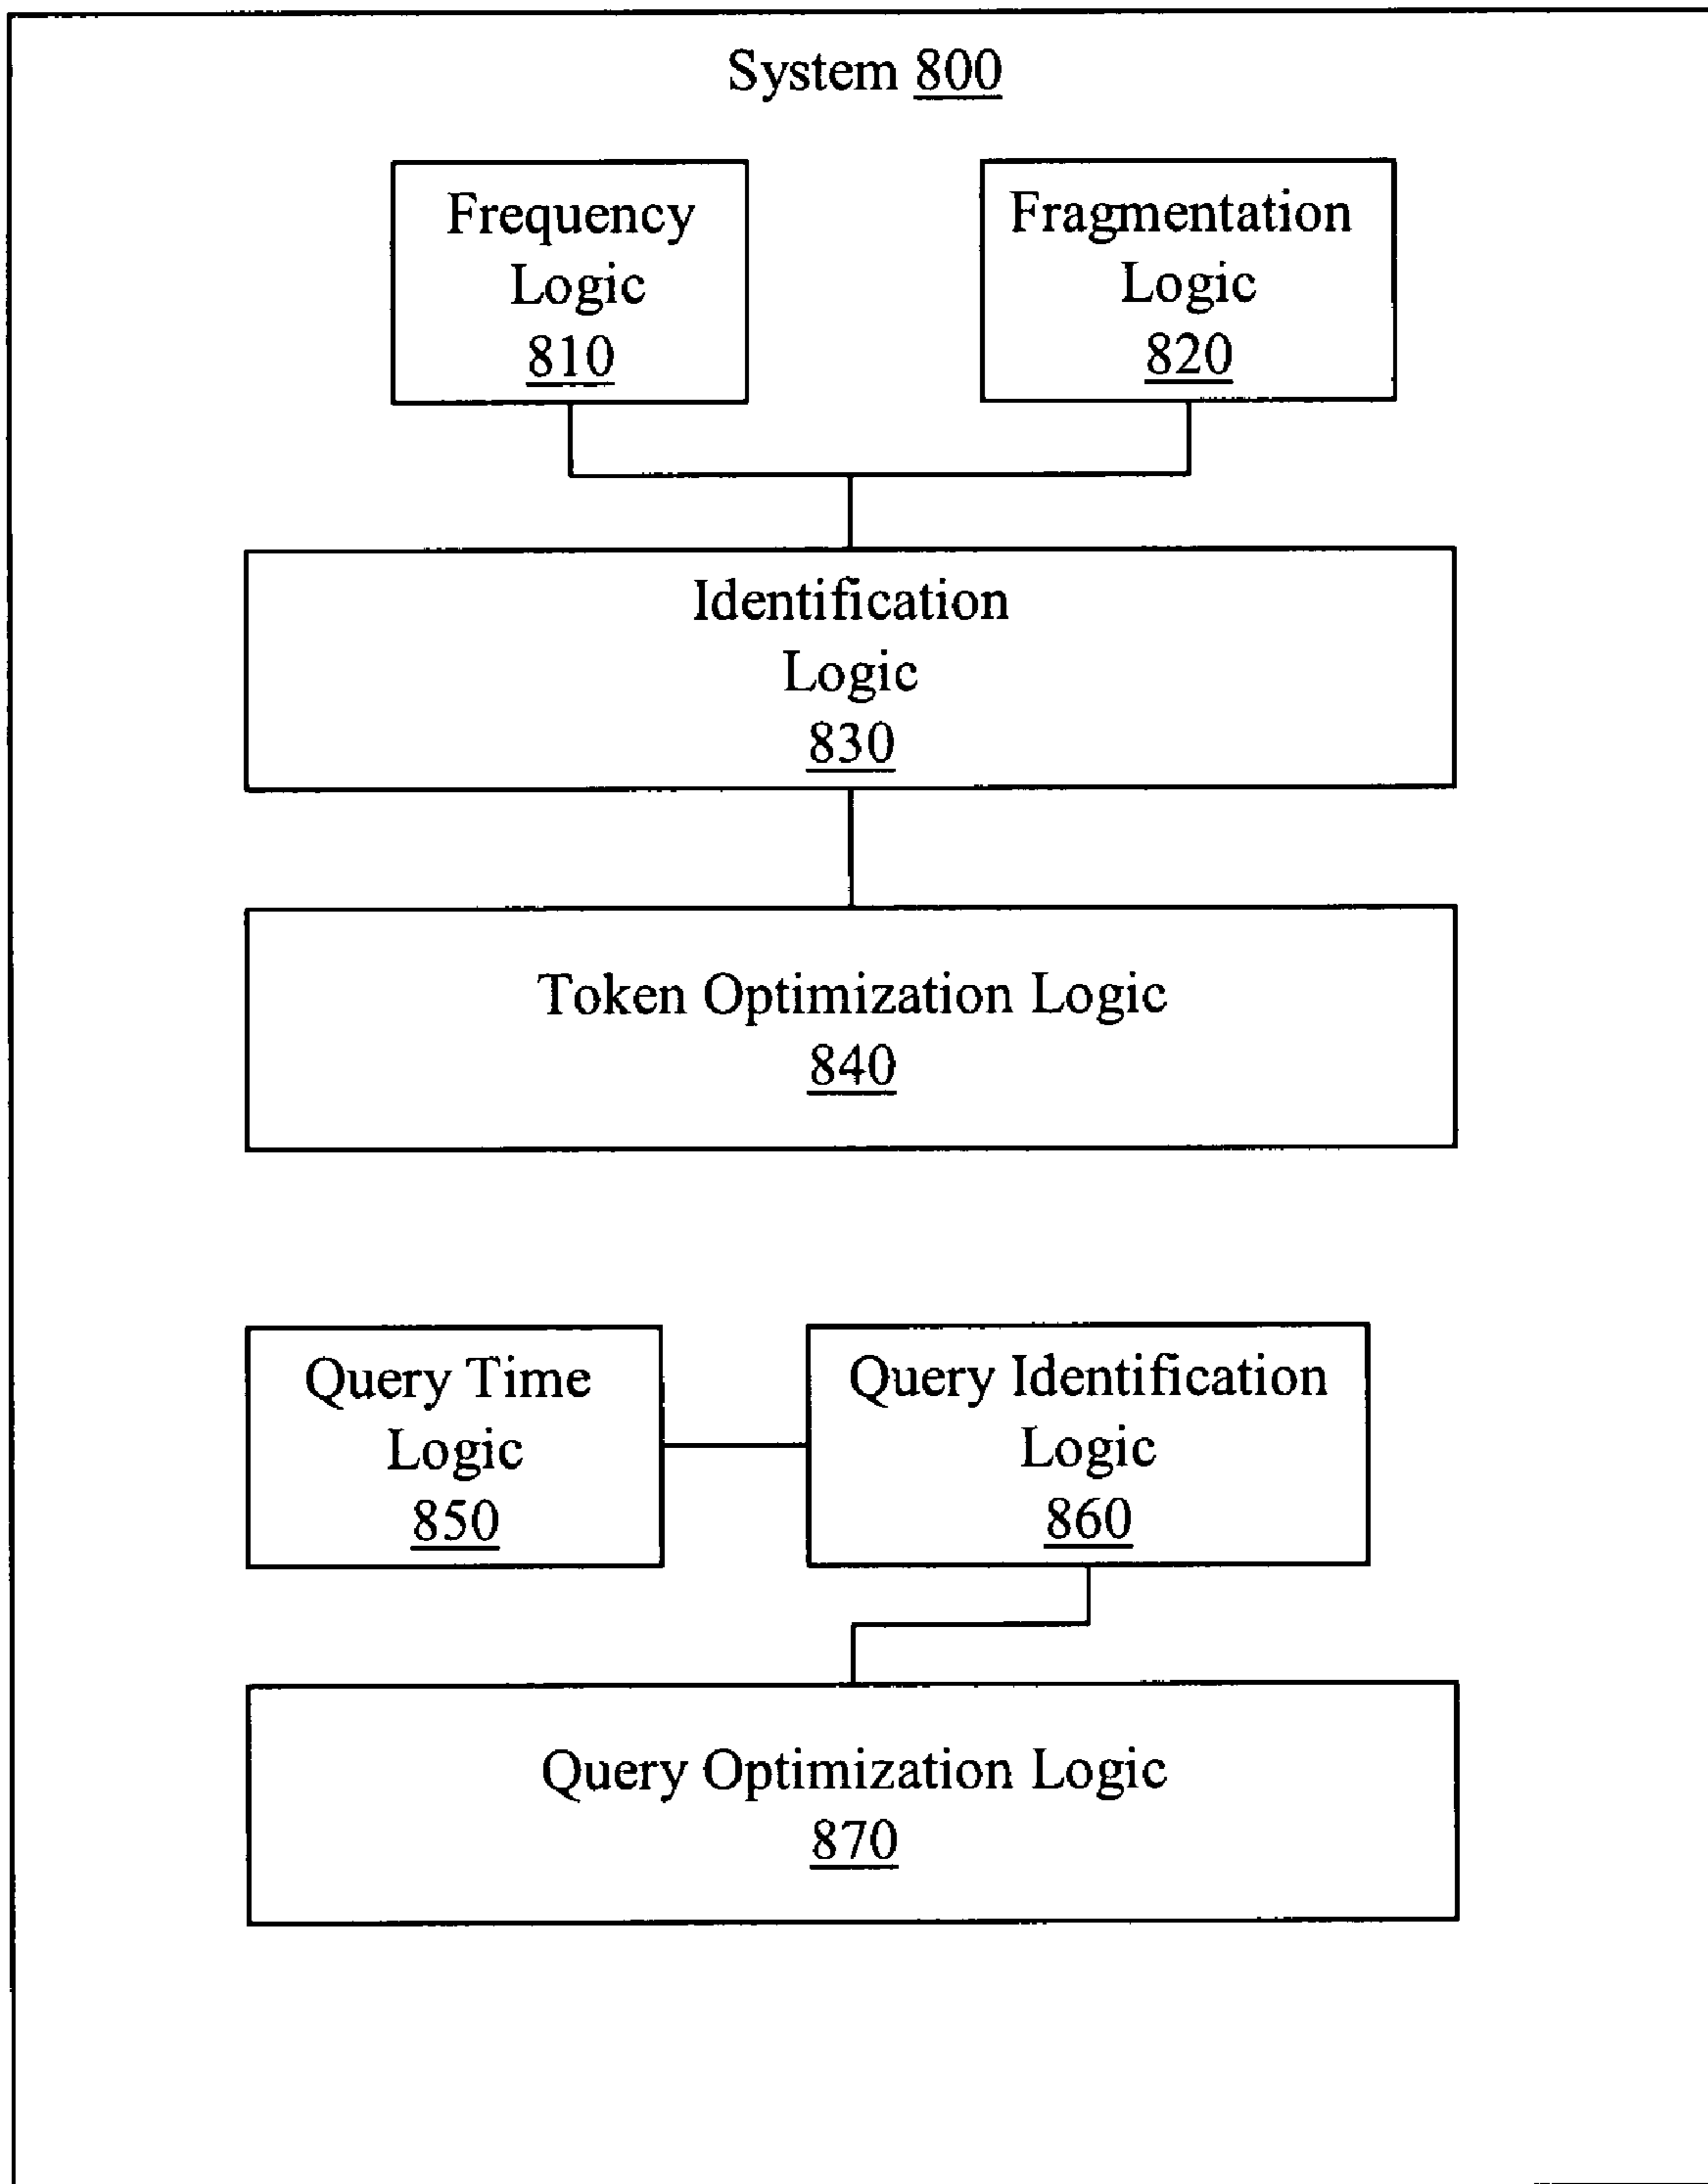 System 800
Frequency
Logic
810
Fragmentation
Logic
820
Identification
Logic
830
Token Optimization Logic
840
Query Time
Logic
850
Query Identification
Logic
860
Query Optimization Logic
870